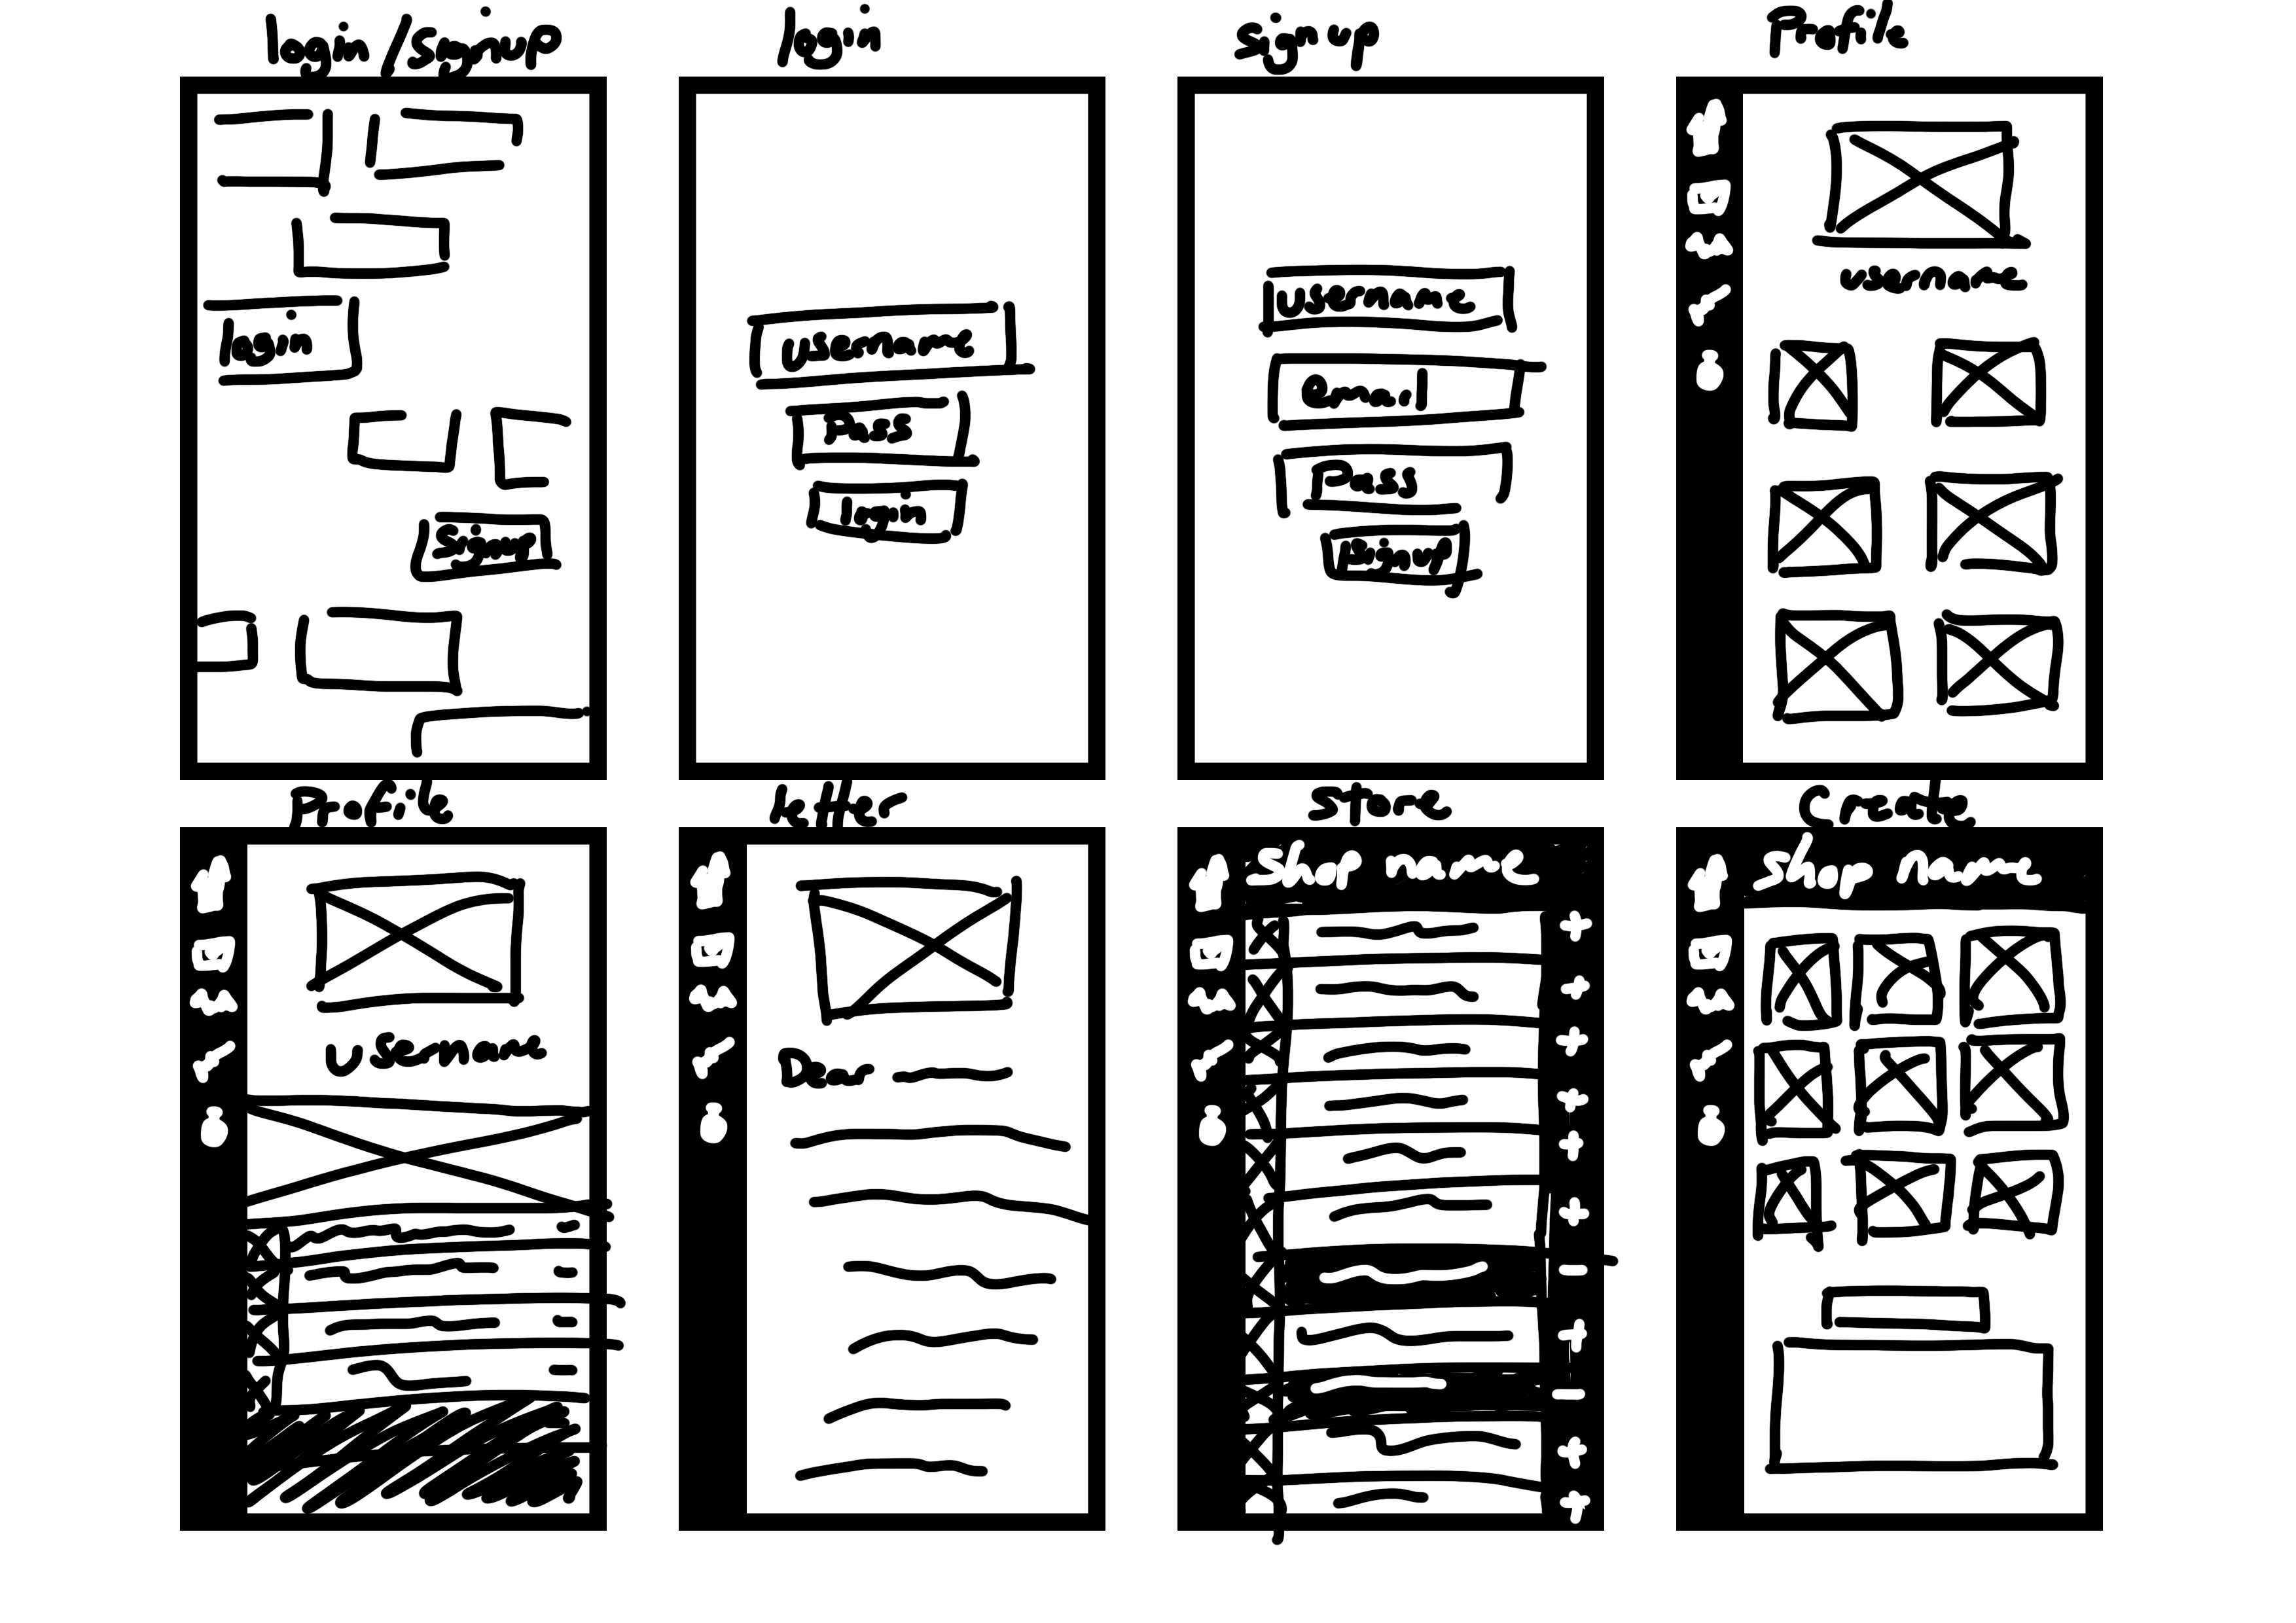 login/Signup
login
Sign up
Profile
login
Signup
username
Pass
login
username
email
Pass
Signup
username
Profile
letter
Store
Create
username
Dear
Shop name
Shop Name